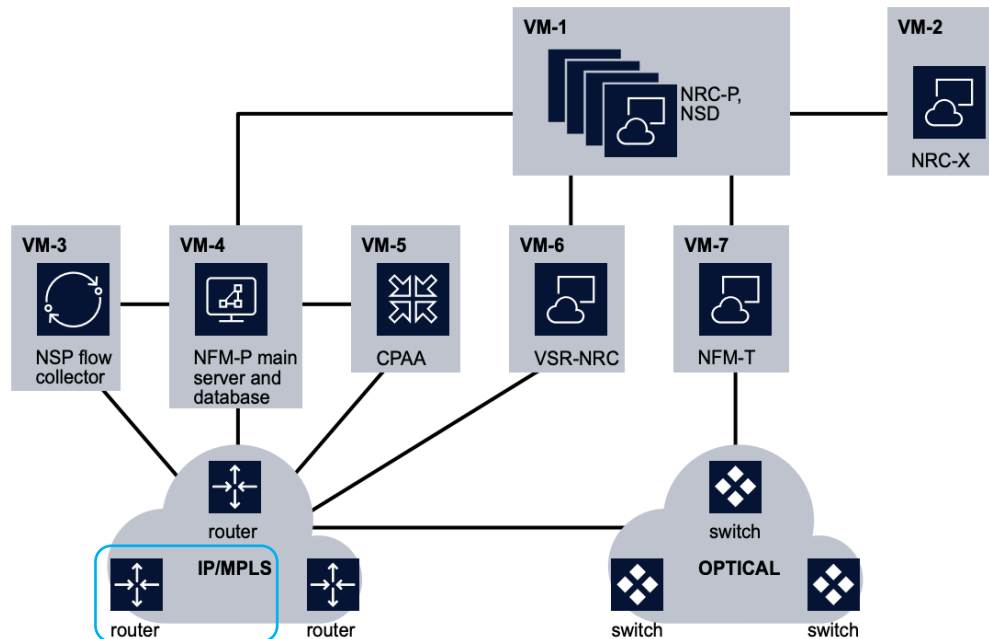 VM-1
NRC-P,
NSD
VM-2
NRC-X
VM-3
NSP flow
collector
VM-4
NFM-P main
server and
database
VM-5
CPAA
VM-6
VSR-NRC
VM-7
NFM-T
router
IP/MPLS
router
router
switch
OPTICAL
switch
switch